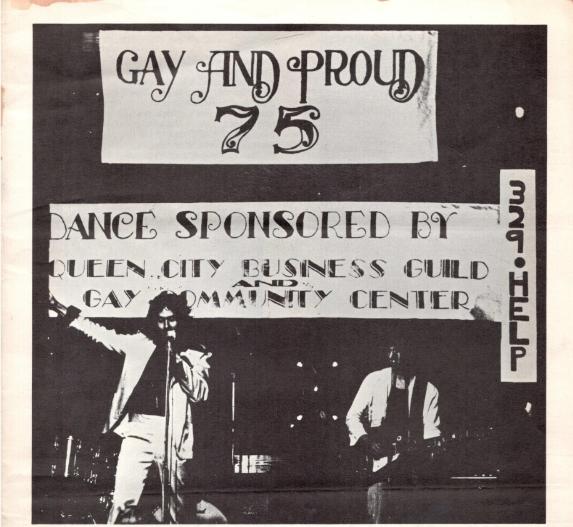 GAY AND PROUD
75
DANCE SPONSORED BY
QUEEN CITY BUSINESS GUILD
AND
GAY COMMUNITY CENTER
329•HELP